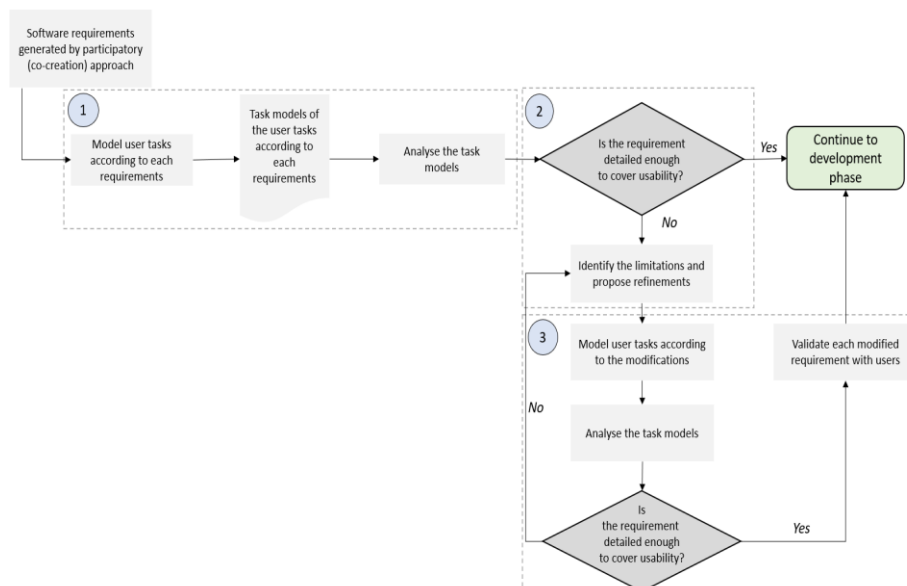 Software requirements
generated by participatory
(co-creation) approach
1
Model user tasks
according to each
requirements
Task models of
the user tasks
according to
each
requirements
Analyse the task
models
2
Is the requirement
detailed enough
to cover usability?
Yes
Continue to
development
phase
No
Identify the limitations and
propose refinements
3
Model user tasks according
to the modifications
Validate each modified
requirement with users
No
Analyse the task models
Is
the requirement
detailed enough
to cover usability?
Yes